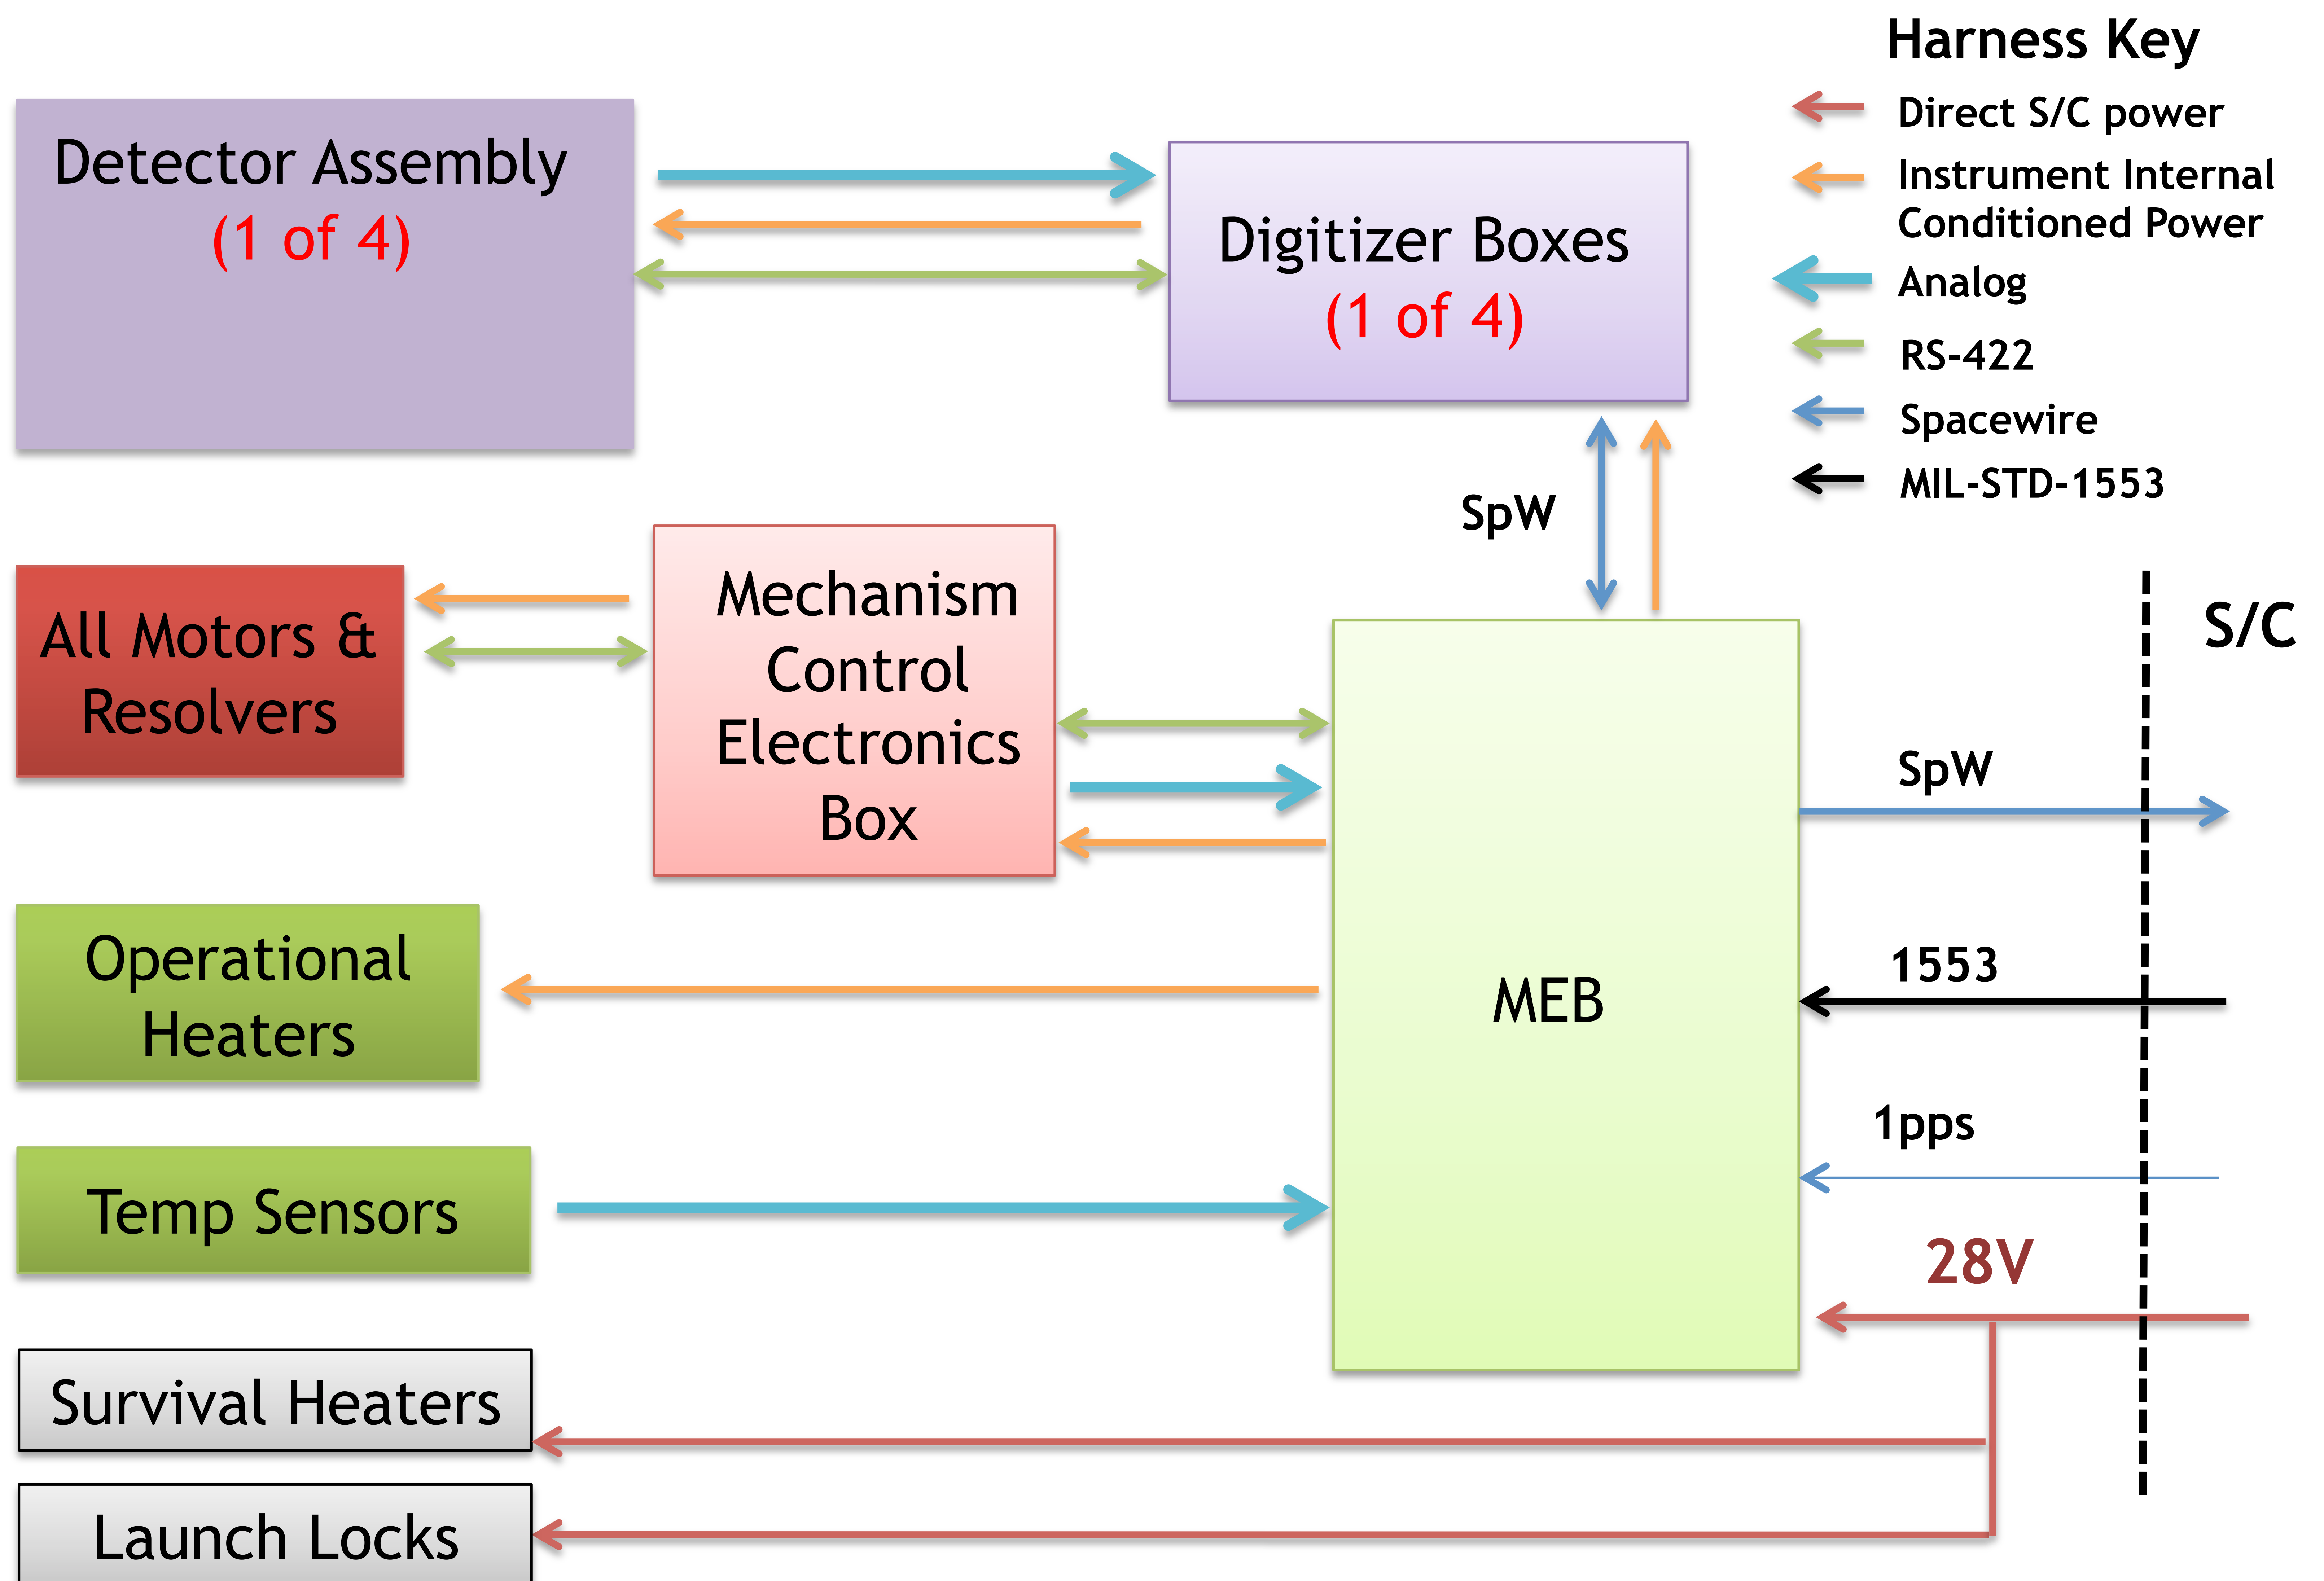 Harness Key
Direct S/C power
Instrument Internal
Conditioned Power
Analog
RS-422
Spacewire
MIL-STD-1553
Detector Assembly
(1 of 4)
Digitizer Boxes
(1 of 4)
SpW
All Motors &
Resolvers
Mechanism
Control
Electronics
Box
S/C
SpW
Operational
Heaters
MEB
1553
1pps
Temp Sensors
28V
Survival Heaters
Launch Locks